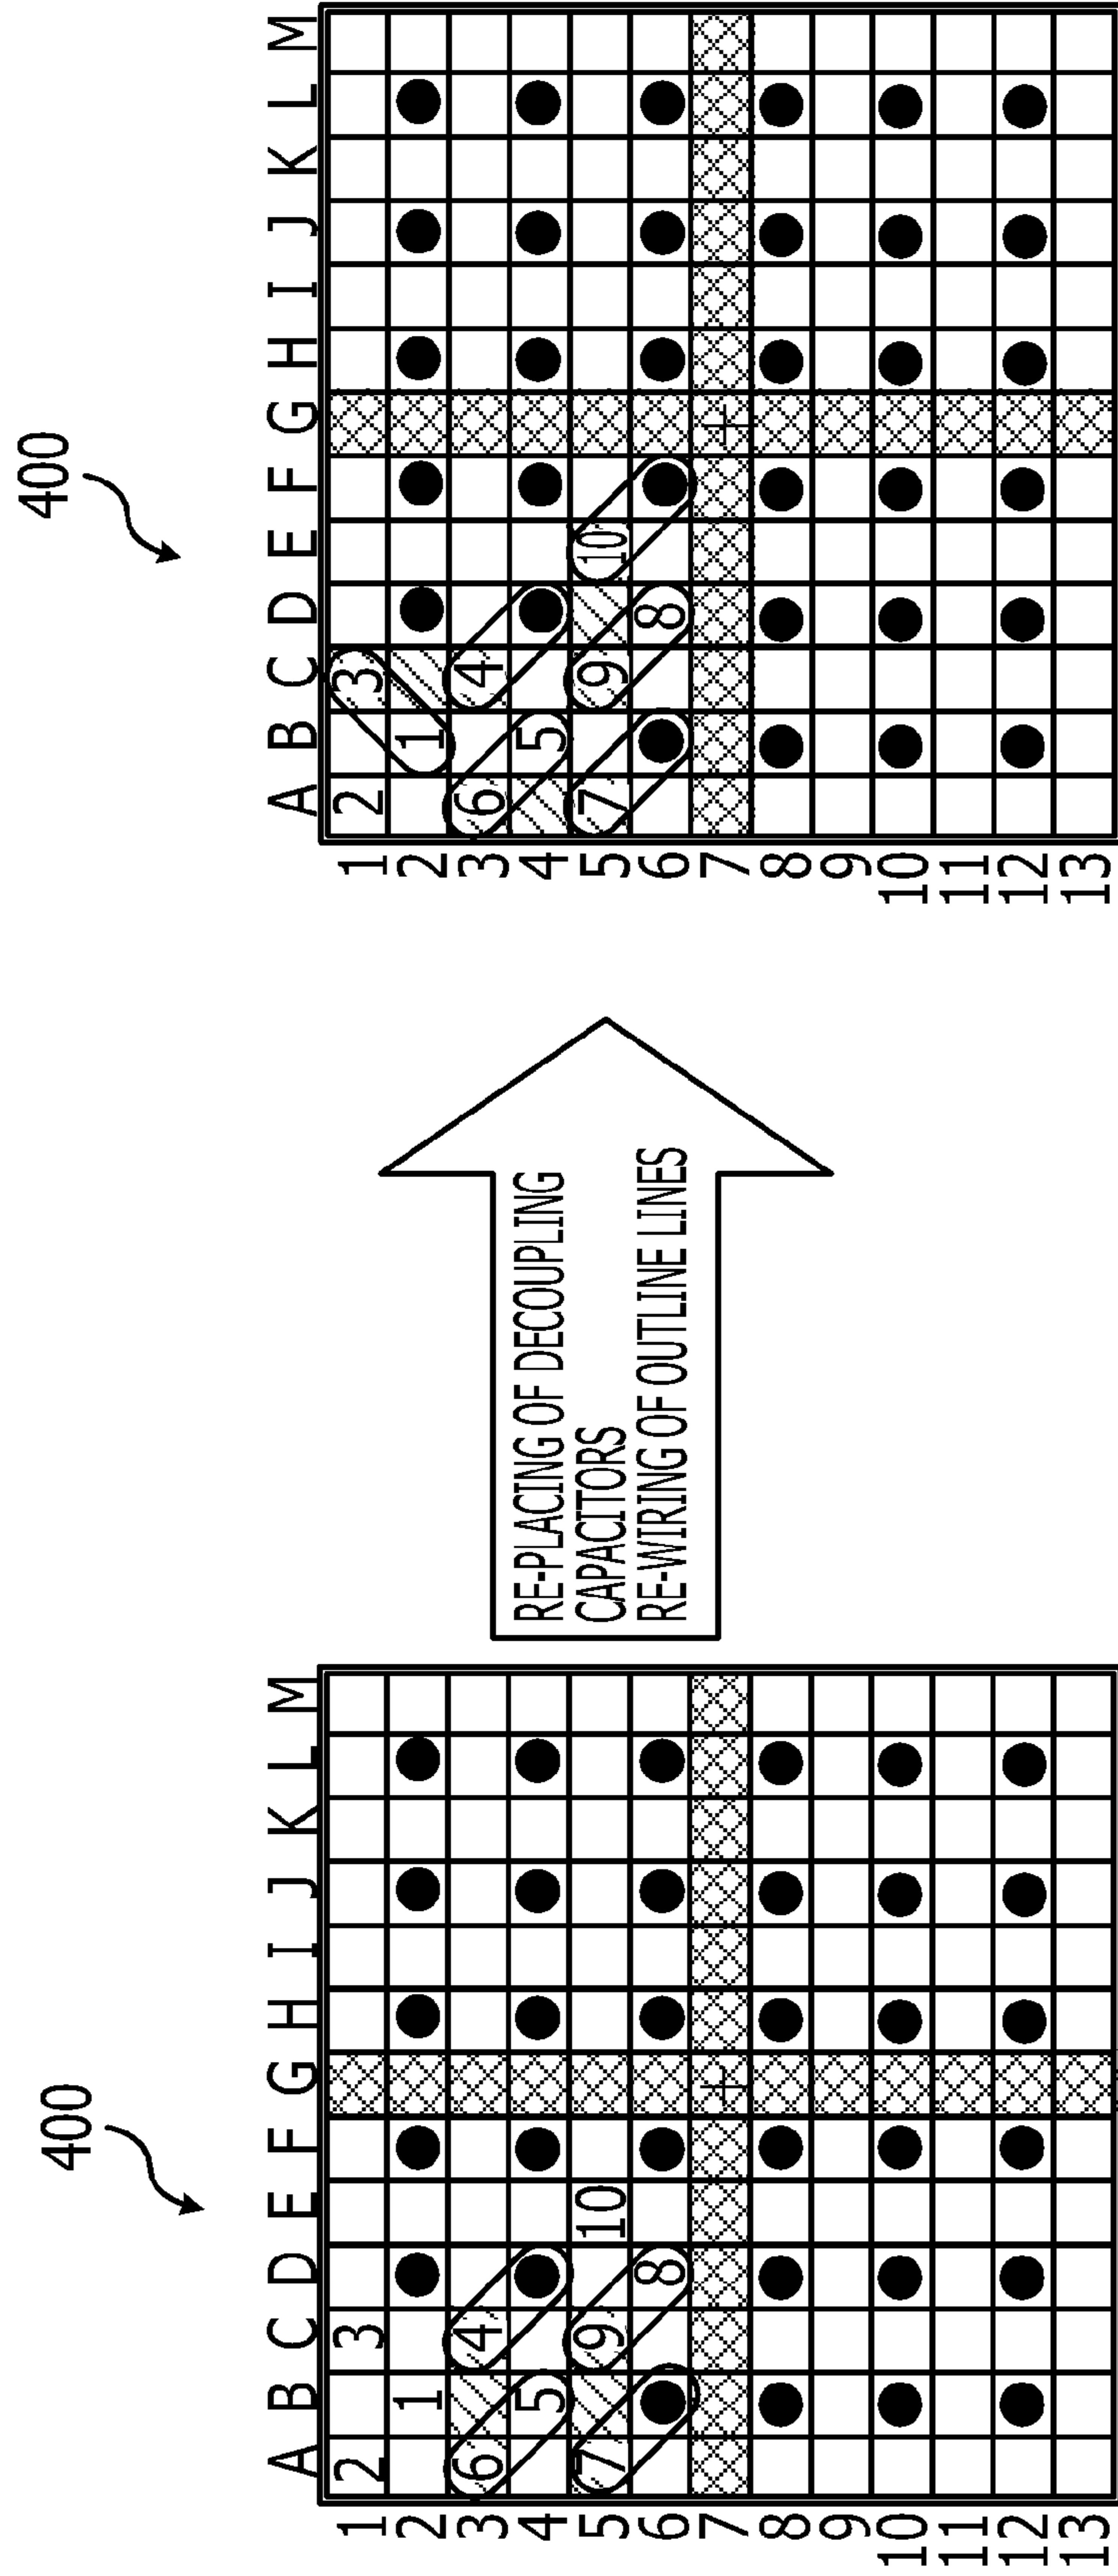 400
A B C D E F G H I J K L M
1 2 3
2 1
3 6 4
4 5
5 7 9 10
6 8
7
8
9
10
11
12
13
RE-PLACING OF DECOUPLING
CAPACITORS
RE-WIRING OF OUTLINE LINES
400
A B C D E F G H I J K L M
1 2 3
2 1
3 6 4
4 5
5 7 9 10
6 8
7
8
9
10
11
12
13